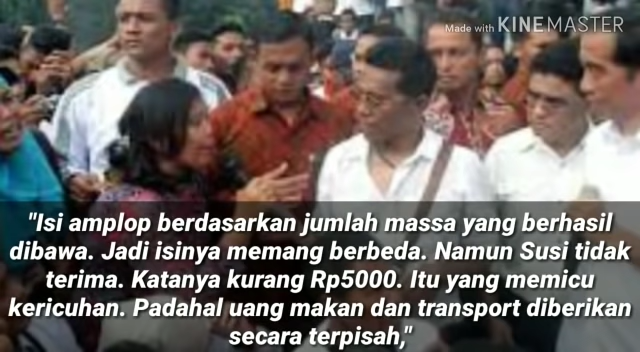 Made with KINEMASTER
"Isi amplop berdasarkan jumlah massa yang berhasil
dibawa. Jadi isinya memang berbeda. Namun Susi tidak
terima. Katanya kurang Rp5000. Itu yang memicu
kericuhan. Padahal uang makan dan transport diberikan
secara terpisah,"